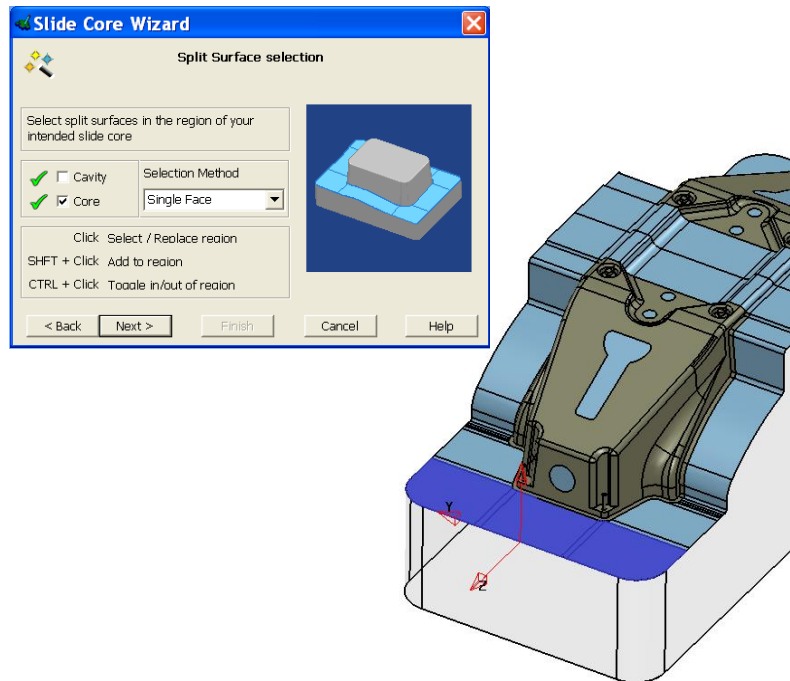 Slide Core Wizard
Split Surface selection
Select split surfaces in the region of your
intended slide core
Cavity
Selection Method
Core
Single Face
Click Select / Replace region
SHFT + Click Add to region
CTRL + Click Toggle in/out of region
< Back Next > Finish Cancel Help
Y
Z